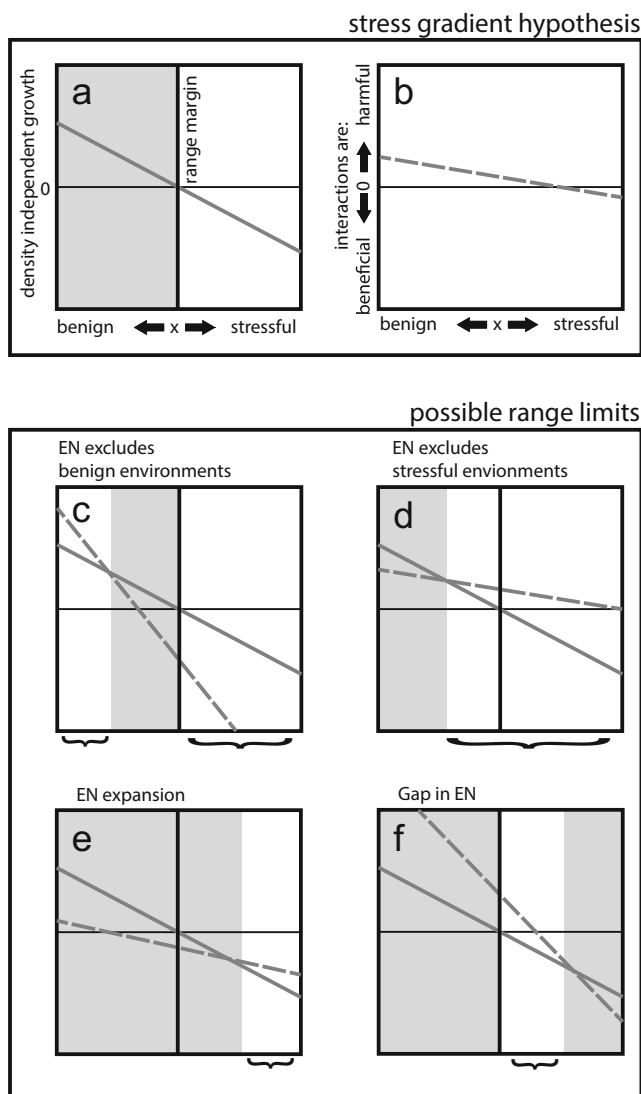 stress gradient hypothesis
a
density independent growth
0
range margin
benign x stressful
b
interactions are:
beneficial 0 harmful
benign x stressful
possible range limits
EN excludes
benign environments
c
EN excludes
stressful envionments
d
EN expansion
e
Gap in EN
f